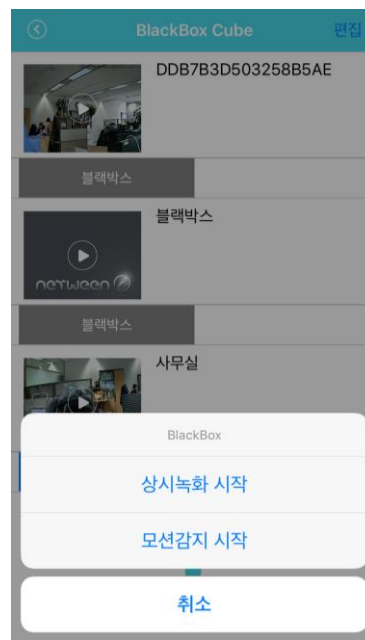 BlackBox Cube
편집
DDB7B3D503258B5AE
블랙박스
블랙박스
netween
블랙박스
사무실
BlackBox
상시녹화 시작
모션감지 시작
취소